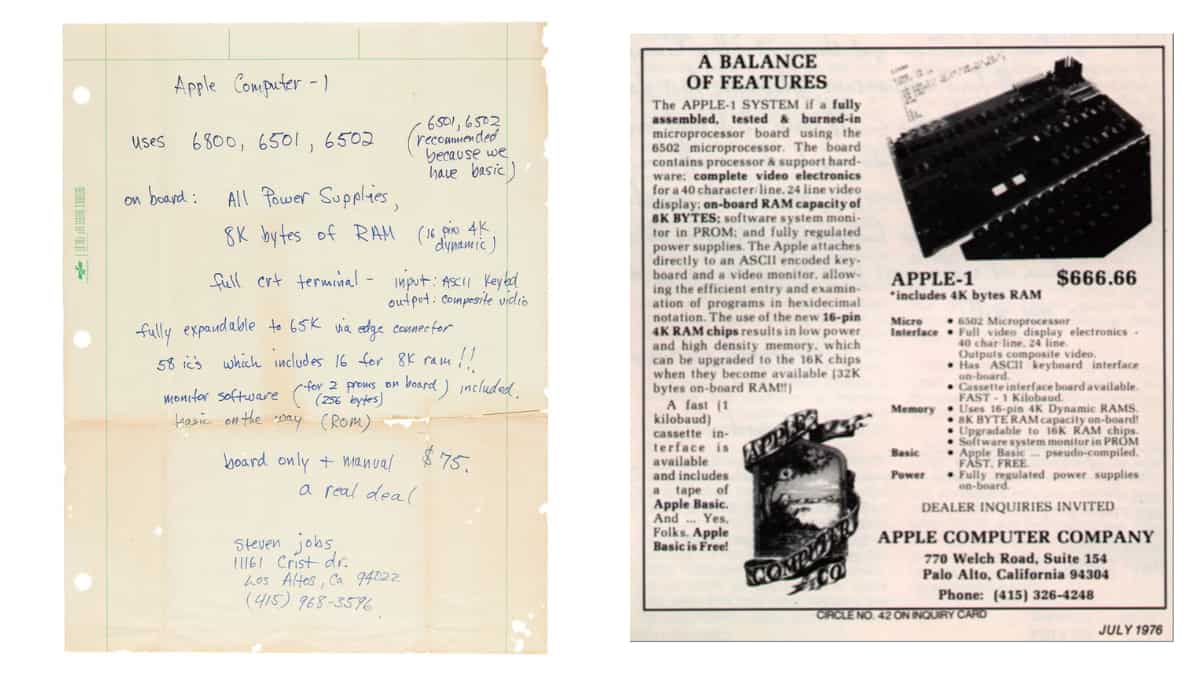 Apple Computer - 1
uses 6800, 6501, 6502
(6501, 6502
recommended
because we
have basic)
on board: All Power Supplies,
8K bytes of RAM (16 pin 4K
dynamic)
full crt terminal - input: ASCII Keybd
output: composite vidio
fully expandable to 65K via edge connector
58 ic's which includes 16 for 8K ram!!
monitor software (for 2 proms on board) included.
(256 bytes)
basic on the way (ROM)
board only + manual $75.
a real deal
Steven jobs
11161 Crist dr.
Los Altos, Ca 94022
(415) 968-3596
A BALANCE
OF FEATURES
The APPLE-1 SYSTEM if a fully
assembled, tested & burned-in
microprocessor board using the
6502 microprocessor. The board
contains processor & support hard-
ware; complete video electronics
for a 40 character/line, 24 line video
display; on-board RAM capacity of
8K BYTES; software system moni-
tor in PROM; and fully regulated
power supplies. The Apple attaches
directly to an ASCII encoded key-
board and a video monitor, allow-
ing the efficient entry and examin-
ation of programs in hexidecimal
notation. The use of the new 16-pin
4K RAM chips results in low power
and high density memory, which
can be upgraded to the 16K chips
when they become available (32K
bytes on-board RAM!!)
A fast (1
kilobaud)
cassette in-
terface is
available
and includes
a tape of
Apple Basic.
And ... Yes,
Folks, Apple
Basic is Free!
APPLE
COMPUTER
CO
APPLE-1 $666.66
*includes 4K bytes RAM
Micro • 6502 Microprocessor
Interface • Full video display electronics -
40 char/line, 24 line.
Outputs composite video.
• Has ASCII keyboard interface
on-board.
• Cassette interface board available.
FAST - 1 Kilobaud.
Memory • Uses 16-pin 4K Dynamic RAMS.
• 8K BYTE RAM capacity on-board!
• Upgradable to 16K RAM chips.
• Software system monitor in PROM
Basic • Apple Basic ... pseudo-compiled.
FAST, FREE.
Power • Fully regulated power supplies
on-board.
DEALER INQUIRIES INVITED
APPLE COMPUTER COMPANY
770 Welch Road, Suite 154
Palo Alto, California 94304
Phone: (415) 326-4248
CIRCLE NO. 42 ON INQUIRY CARD
JULY 1976